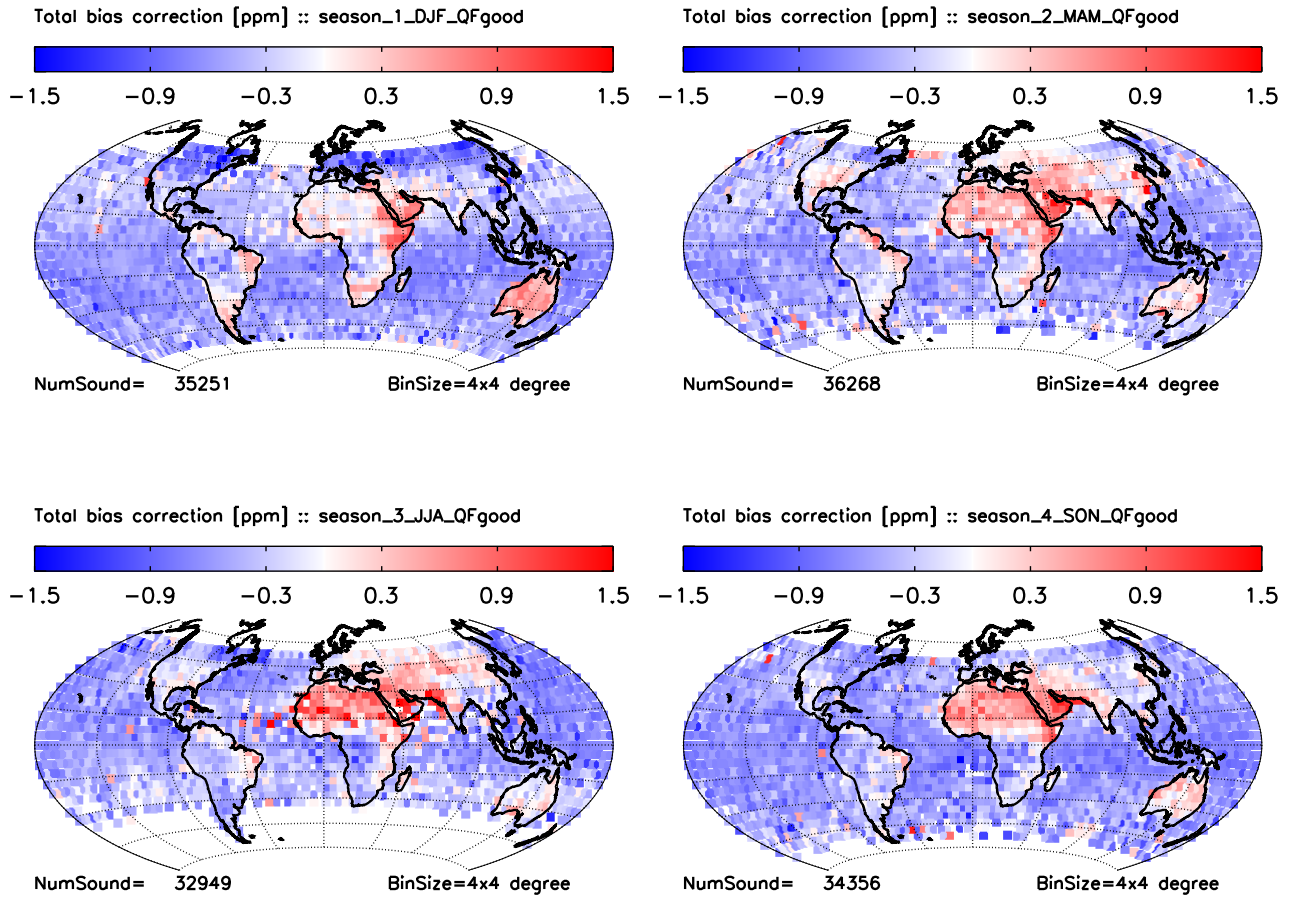 Total bias correction [ppm] :: season_1_DJF_QFgood
-1.5 -0.9 -0.3 0.3 0.9 1.5
NumSound= 35251 BinSize=4x4 degree
Total bias correction [ppm] :: season_2_MAM_QFgood
-1.5 -0.9 -0.3 0.3 0.9 1.5
NumSound= 36268 BinSize=4x4 degree
Total bias correction [ppm] :: season_3_JJA_QFgood
-1.5 -0.9 -0.3 0.3 0.9 1.5
NumSound= 32949 BinSize=4x4 degree
Total bias correction [ppm] :: season_4_SON_QFgood
-1.5 -0.9 -0.3 0.3 0.9 1.5
NumSound= 34356 BinSize=4x4 degree